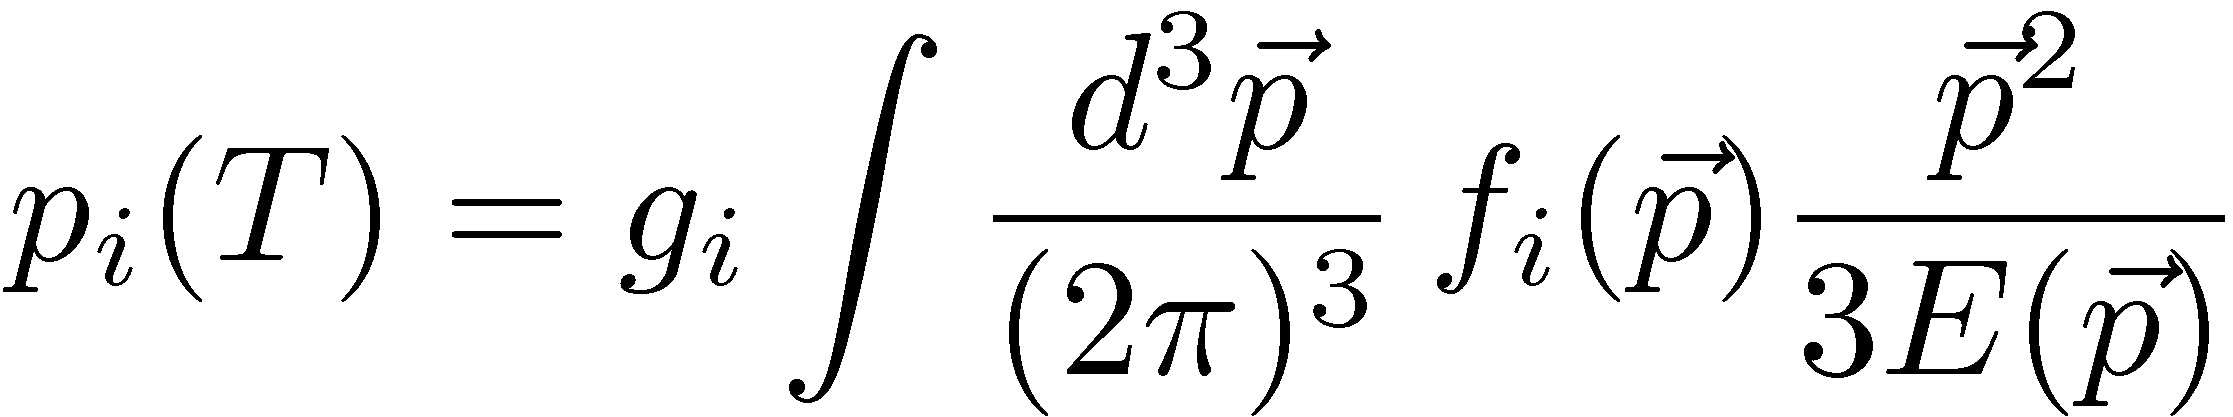 p_i(T) = g_i \int \frac{d^3\vec{p}}{(2\pi)^3} f_i(\vec{p}) \frac{\vec{p}^2}{3E(\vec{p})}